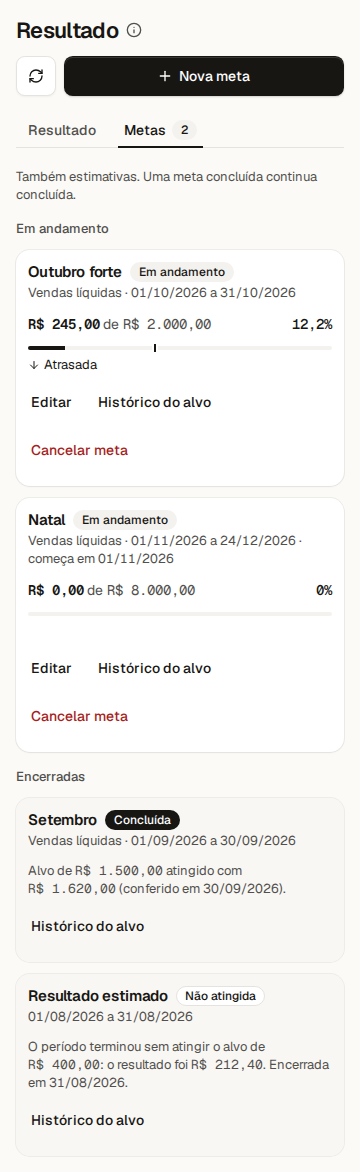 Resultado
Nova meta
Resultado Metas 2
Também estimativas. Uma meta concluída continua
concluída.
Em andamento
Outubro forte Em andamento
Vendas líquidas · 01/10/2026 a 31/10/2026
R$ 245,00 de R$ 2.000,00 12,2%
↓ Atrasada
Editar Histórico do alvo
Cancelar meta
Natal Em andamento
Vendas líquidas · 01/11/2026 a 24/12/2026 ·
começa em 01/11/2026
R$ 0,00 de R$ 8.000,00 0%
Editar Histórico do alvo
Cancelar meta
Encerradas
Setembro Concluída
Vendas líquidas · 01/09/2026 a 30/09/2026
Alvo de R$ 1.500,00 atingido com
R$ 1.620,00 (conferido em 30/09/2026).
Histórico do alvo
Resultado estimado Não atingida
01/08/2026 a 31/08/2026
O período terminou sem atingir o alvo de
R$ 400,00: o resultado foi R$ 212,40. Encerrada
em 31/08/2026.
Histórico do alvo